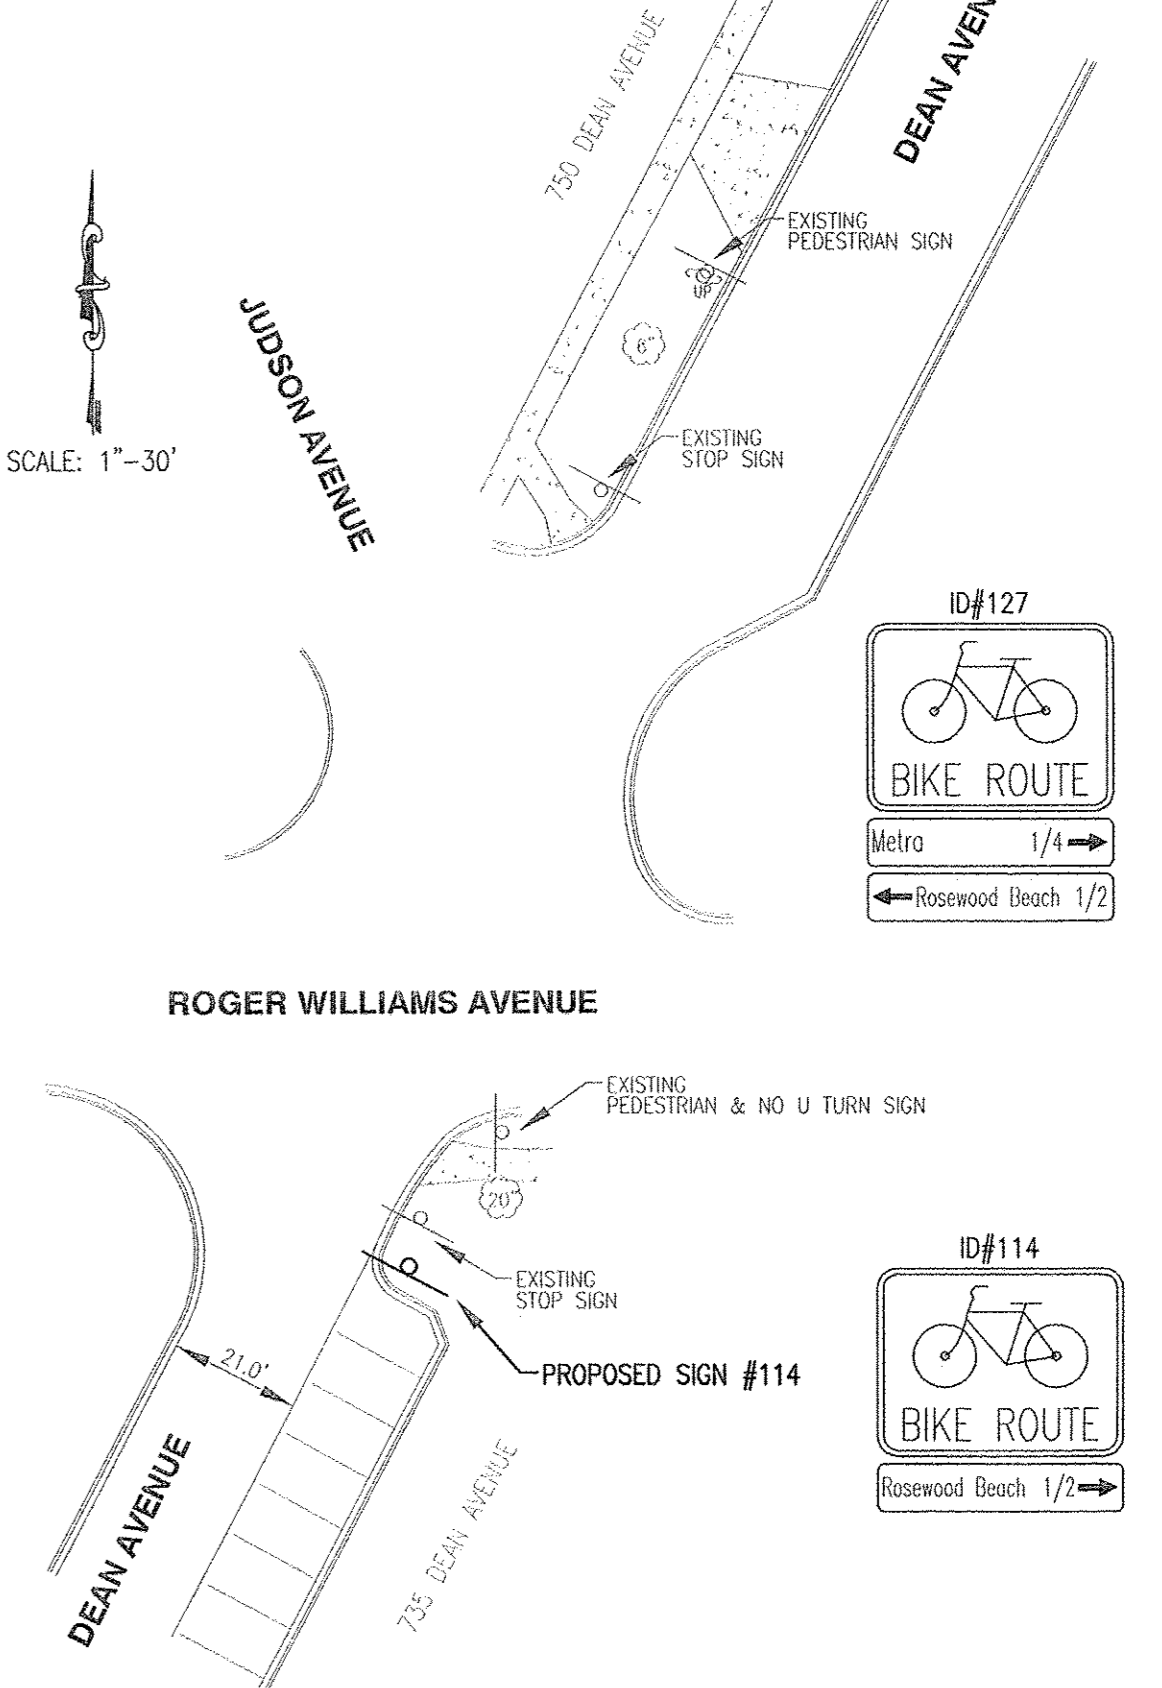 750 DEAN AVENUE
DEAN AVEN
EXISTING
PEDESTRIAN SIGN
UP
6"
JUDSON AVENUE
SCALE: 1"-30'
EXISTING
STOP SIGN
ID#127
BIKE ROUTE
Metra 1/4
Rosewood Beach 1/2
ROGER WILLIAMS AVENUE
EXISTING
PEDESTRIAN & NO U TURN SIGN
20"
EXISTING
STOP SIGN
ID#114
BIKE ROUTE
Rosewood Beach 1/2
21.0'
PROPOSED SIGN #114
DEAN AVENUE
735 DEAN AVENUE